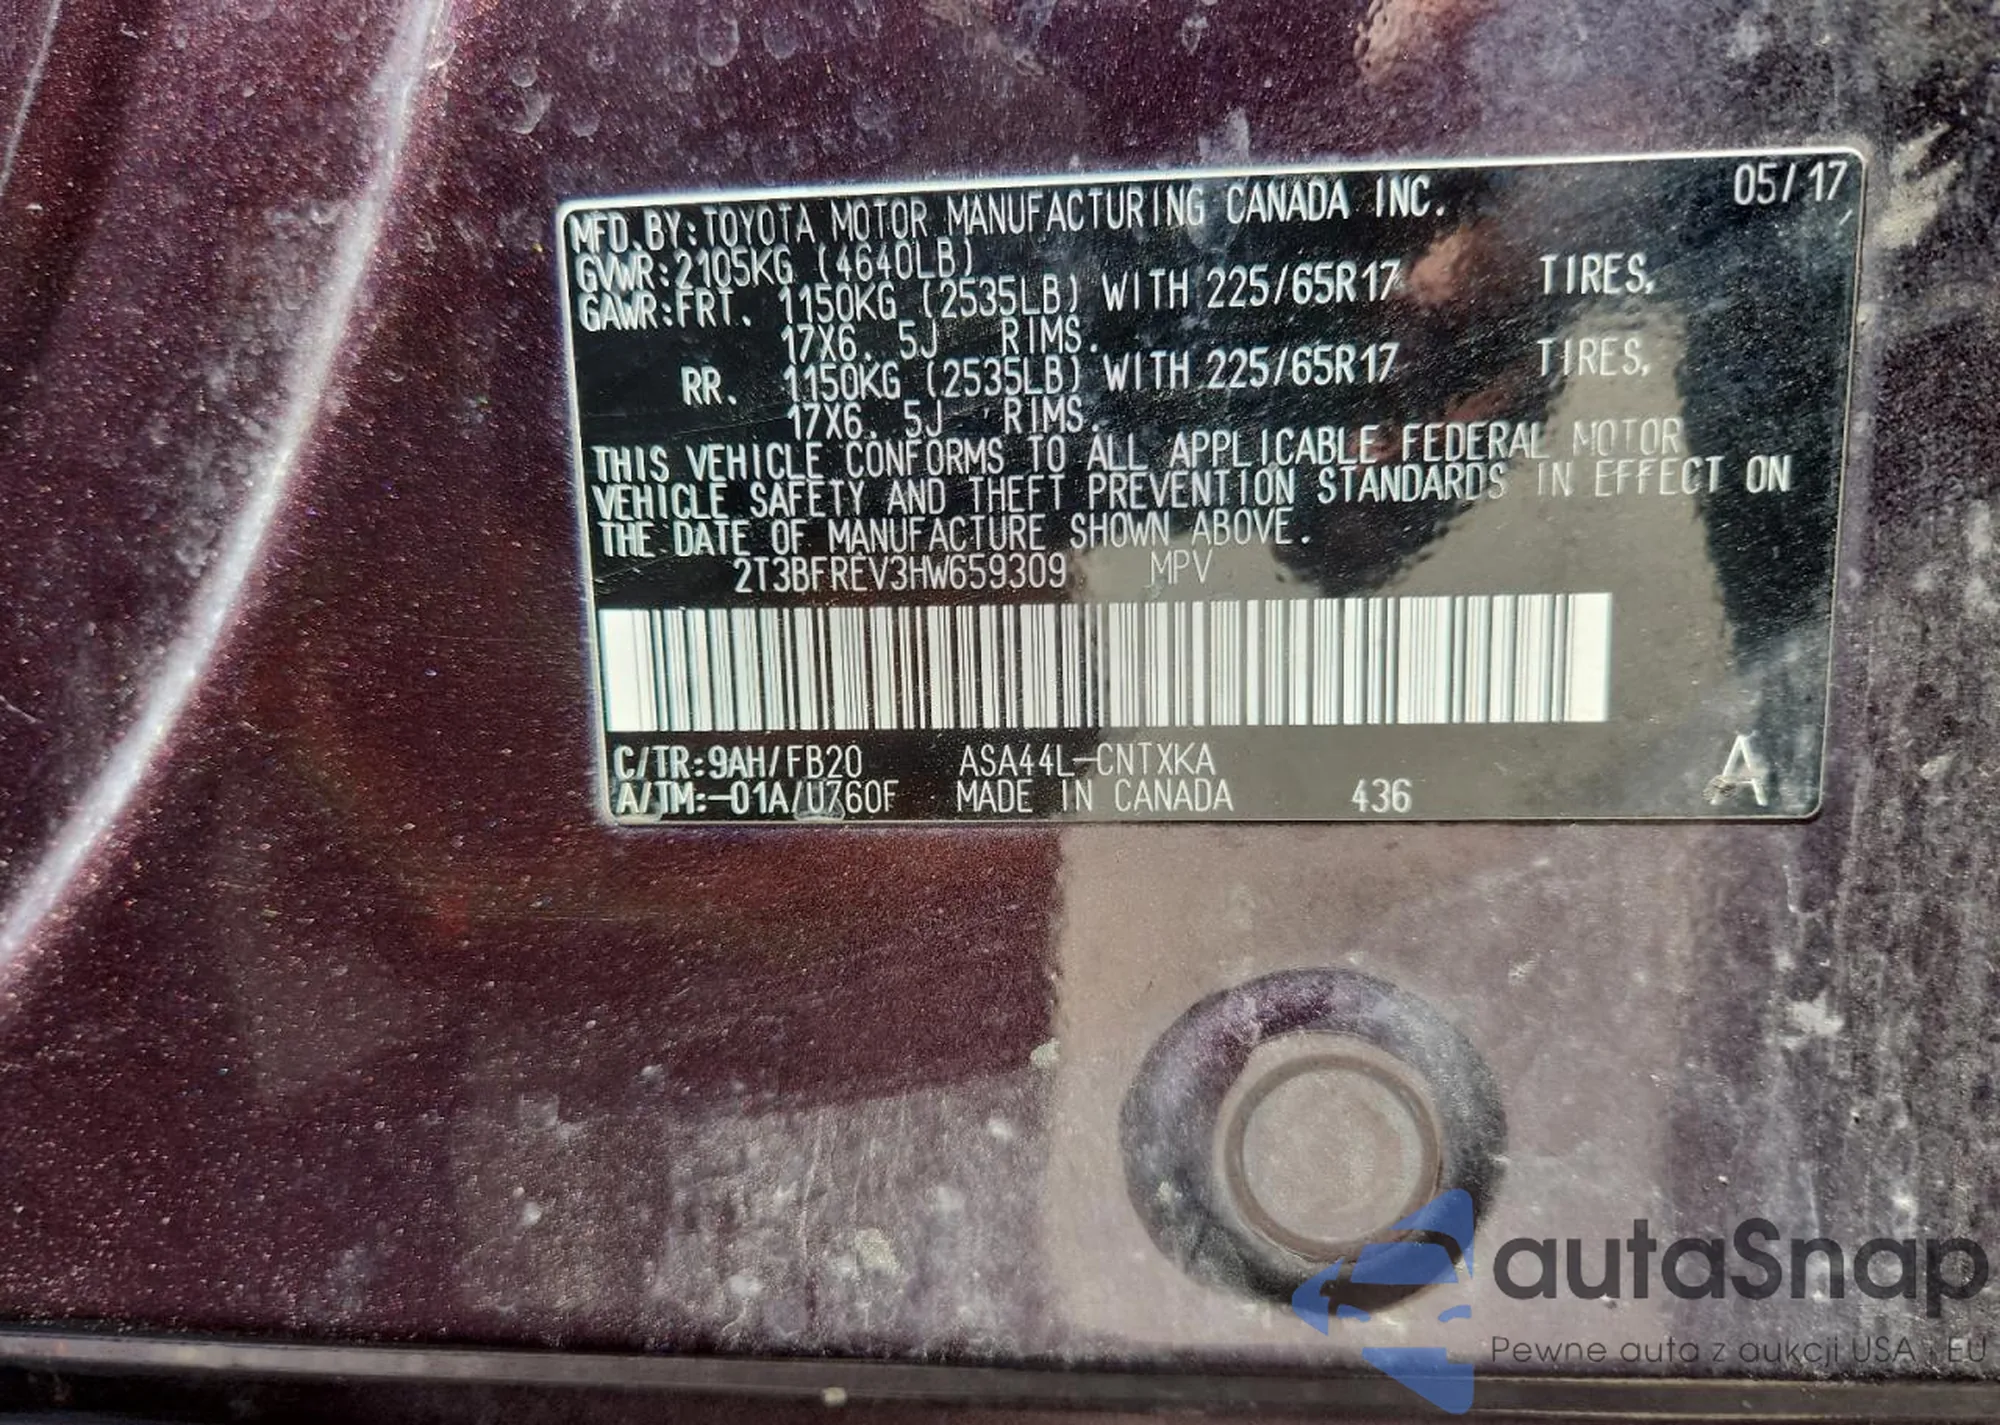 MFD. BY: TOYOTA MOTOR MANUFACTURING CANADA INC. 05/17
GVWR: 2105KG (4640LB)
GAWR: FRT. 1150KG (2535LB) WITH 225/65R17 TIRES,
17X6. 5J RIMS.
RR. 1150KG (2535LB) WITH 225/65R17 TIRES,
17X6. 5J RIMS.
THIS VEHICLE CONFORMS TO ALL APPLICABLE FEDERAL MOTOR
VEHICLE SAFETY AND THEFT PREVENTION STANDARDS IN EFFECT ON
THE DATE OF MANUFACTURE SHOWN ABOVE.
2T3BFREV3HW659309 MPV
C/TR: 9AH/FB20 ASA44L-CNTXKA
A/TM: -01A/U760F MADE IN CANADA 436 A
autaSnap
Pewne auta z aukcji USA i EU